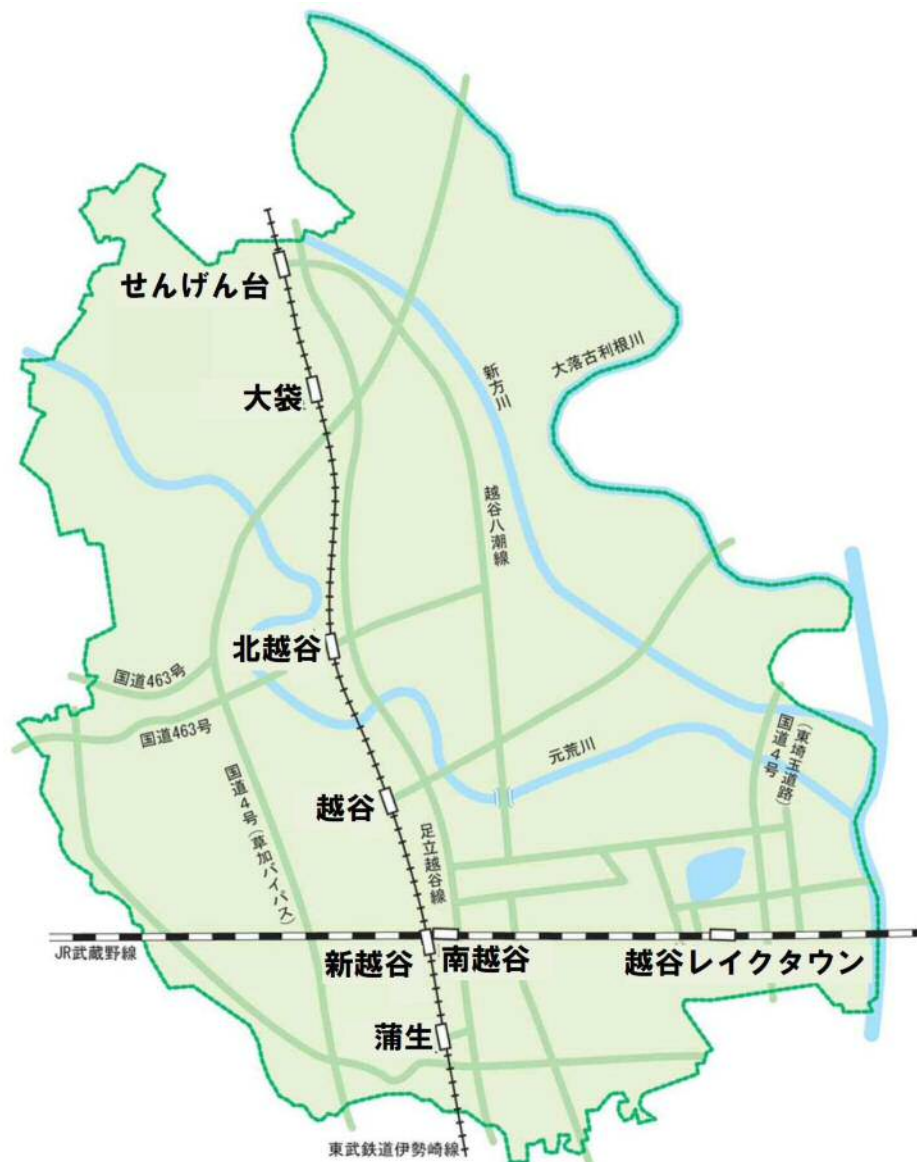 せんげん台
大袋
大落古利根川
新方川
越谷八潮線
北越谷
国道463号
国道463号
国道4号(草加バイパス)
元荒川
(東埼玉道路)
国道4号
越谷
足立越谷線
JR武蔵野線
新越谷
南越谷
越谷レイクタウン
蒲生
東武鉄道伊勢崎線